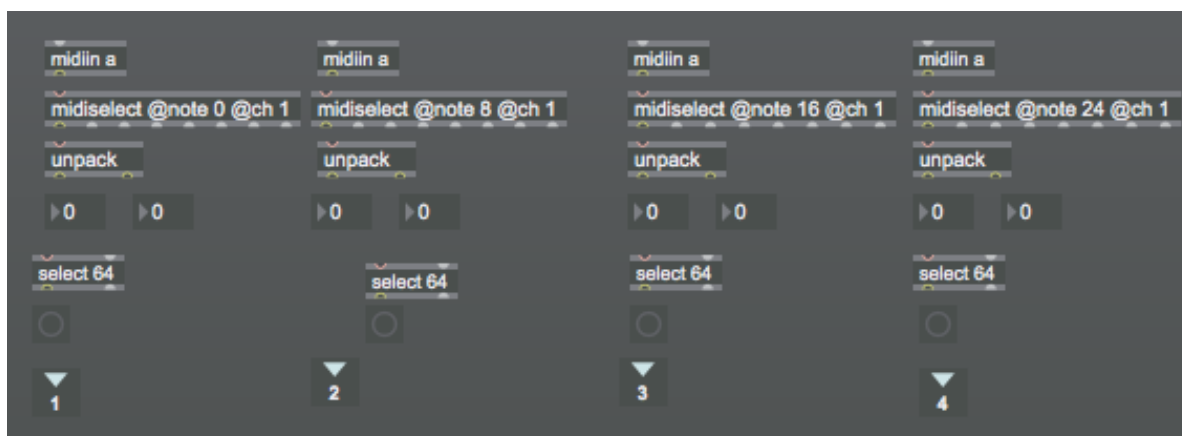 midiin a
midiin a
midiin a
midiin a
midiselect @note 0 @ch 1
midiselect @note 8 @ch 1
midiselect @note 16 @ch 1
midiselect @note 24 @ch 1
unpack
unpack
unpack
unpack
0
0
0
0
0
0
0
0
select 64
select 64
select 64
select 64
1
2
3
4